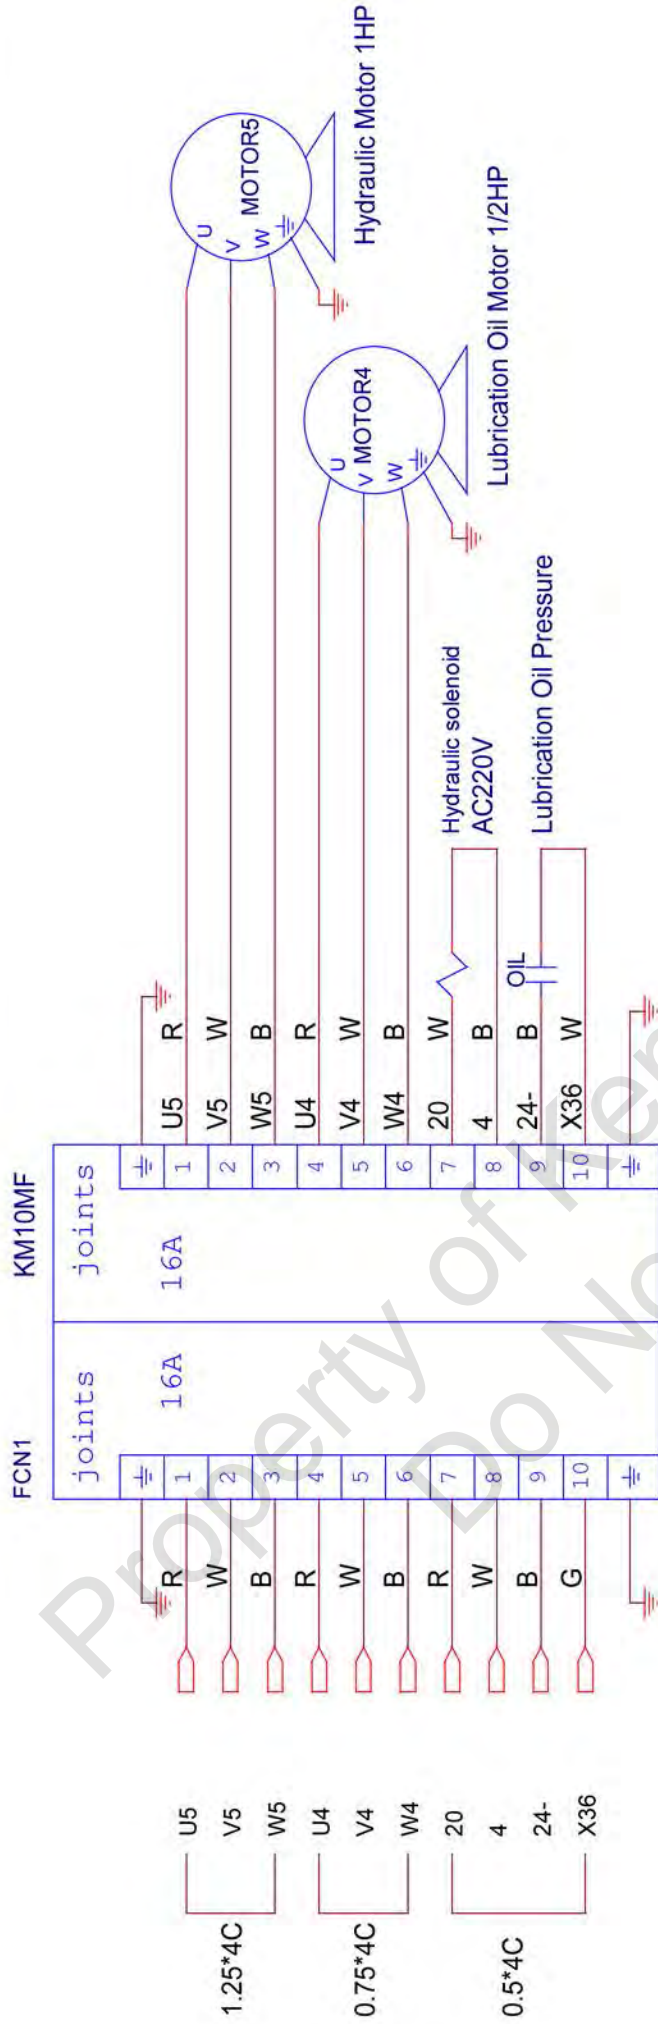 FCN1
KM10MF
joints
joints
16A
16A
1
2
3
4
5
6
7
8
9
10
1
2
3
4
5
6
7
8
9
10
1.25*4C
U5
V5
W5
0.75*4C
U4
V4
W4
0.5*4C
20
4
24-
X36
R
W
B
R
W
B
R
W
B
G
U5 R
V5 W
W5 B
U4 R
V4 W
W4 B
20 W
4 B
24- B
X36 W
OIL
U
V
W
MOTOR5
Hydraulic Motor 1HP
U
V
W
MOTOR4
Lubrication Oil Motor 1/2HP
Hydraulic solenoid
AC220V
Lubrication Oil Pressure
Property of
Do